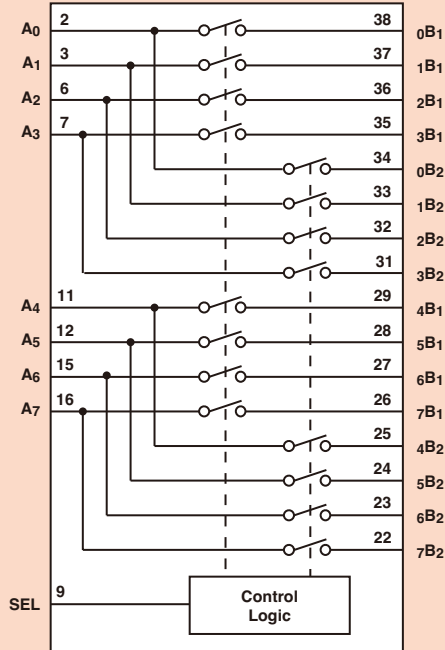 A0 2 38 0B1
A1 3 37 1B1
A2 6 36 2B1
A3 7 35 3B1
34 0B2
33 1B2
32 2B2
31 3B2
A4 11 29 4B1
A5 12 28 5B1
A6 15 27 6B1
A7 16 26 7B1
25 4B2
24 5B2
23 6B2
22 7B2
SEL 9 Control
Logic